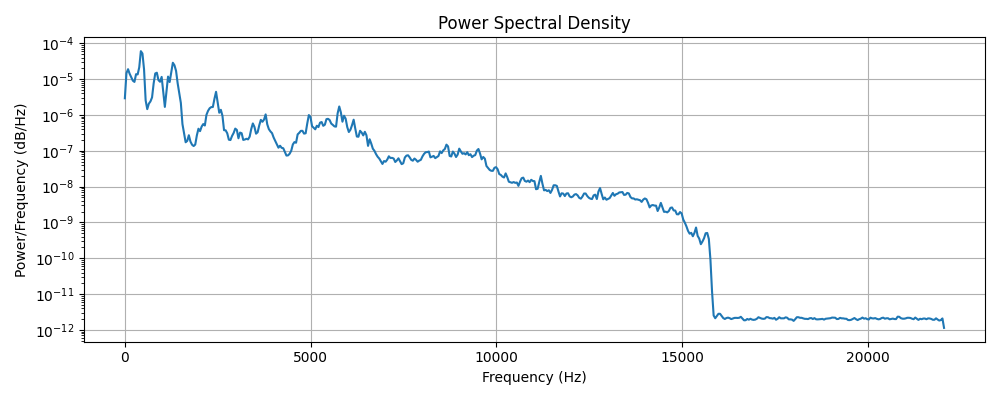 Power Spectral Density
Power/Frequency (dB/Hz)
10⁻⁴
10⁻⁵
10⁻⁶
10⁻⁷
10⁻⁸
10⁻⁹
10⁻¹⁰
10⁻¹¹
10⁻¹²
0 5000 10000 15000 20000
Frequency (Hz)